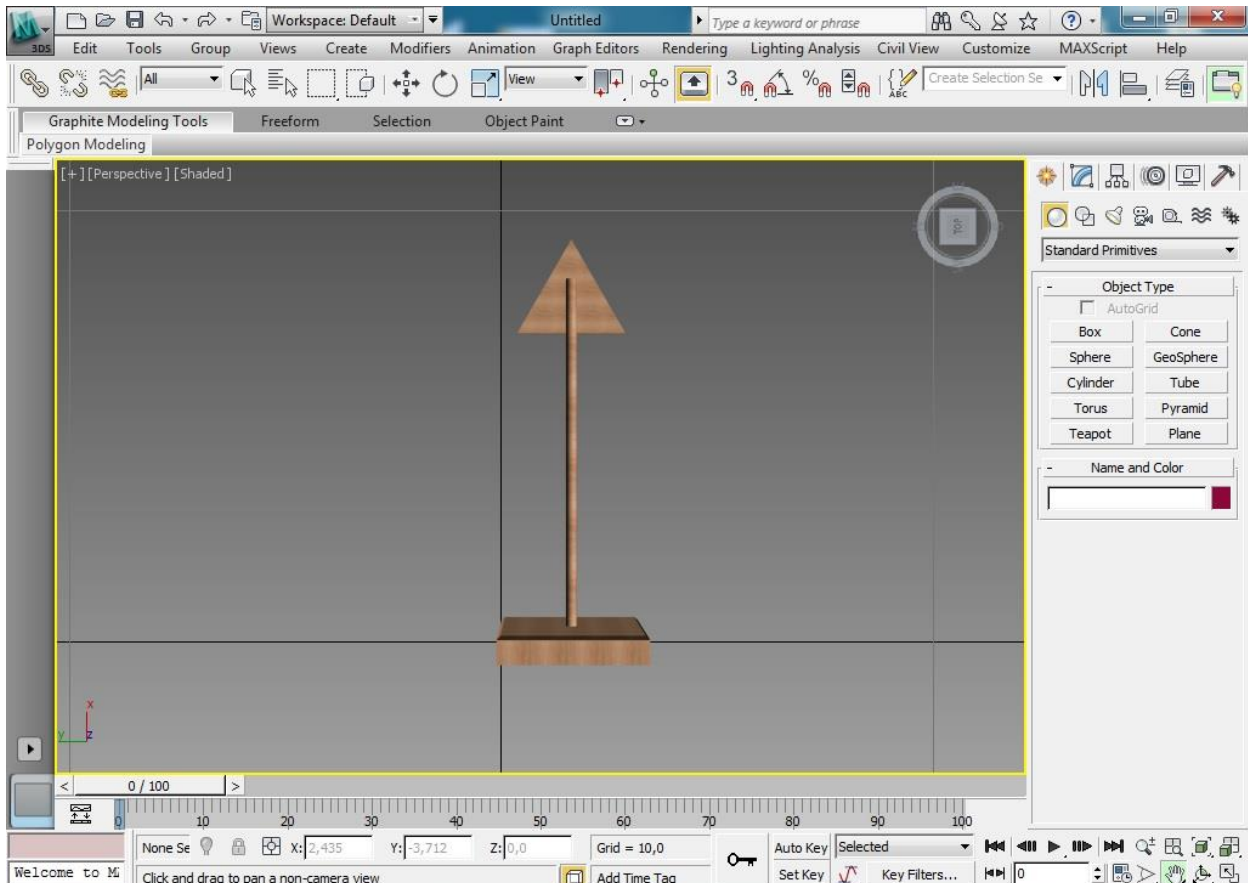 Workspace: Default
Untitled
Type a keyword or phrase
3DS
Edit Tools Group Views Create Modifiers Animation Graph Editors Rendering Lighting Analysis Civil View Customize MAXScript Help
All
View
3
%
ABC
Create Selection Se
Graphite Modeling Tools Freeform Selection Object Paint
Polygon Modeling
[+][Perspective][Shaded]
TOP
Standard Primitives
- Object Type
AutoGrid
Box Cone
Sphere GeoSphere
Cylinder Tube
Torus Pyramid
Teapot Plane
- Name and Color
x
y z
< 0 / 100 >
0 10 20 30 40 50 60 70 80 90 100
None Se X: 2,435 Y: -3,712 Z: 0,0 Grid = 10,0 Auto Key Selected
Welcome to M Click and drag to pan a non-camera view Add Time Tag Set Key Key Filters... 0